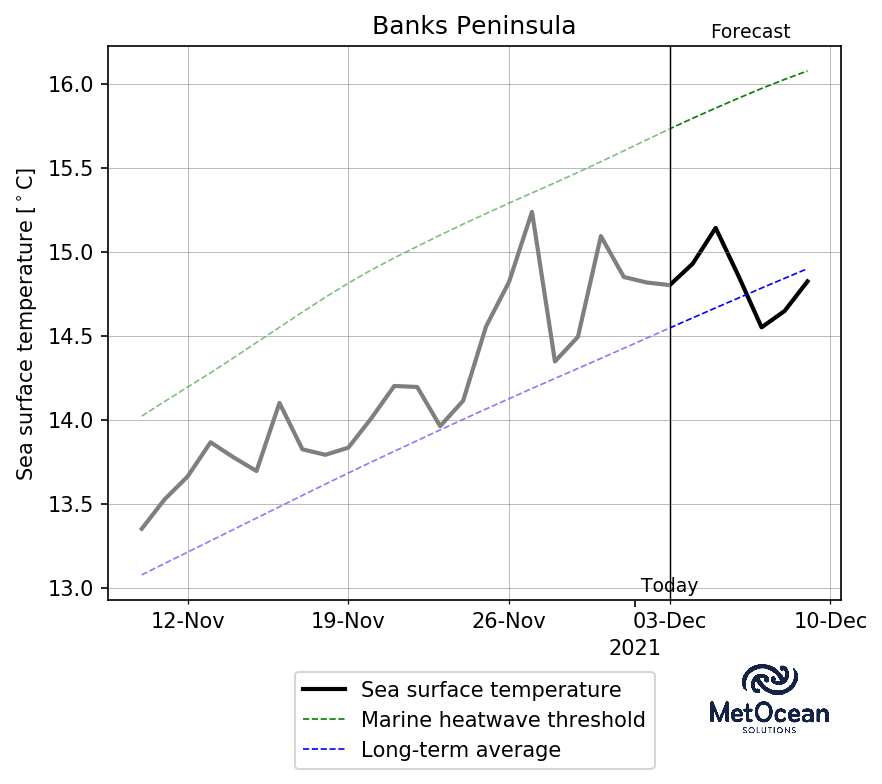 Banks Peninsula
Forecast
Sea surface temperature [°C]
16.0
15.5
15.0
14.5
14.0
13.5
13.0
Today
12-Nov 19-Nov 26-Nov 03-Dec 10-Dec
2021
Sea surface temperature
Marine heatwave threshold
Long-term average
MetOcean
SOLUTIONS